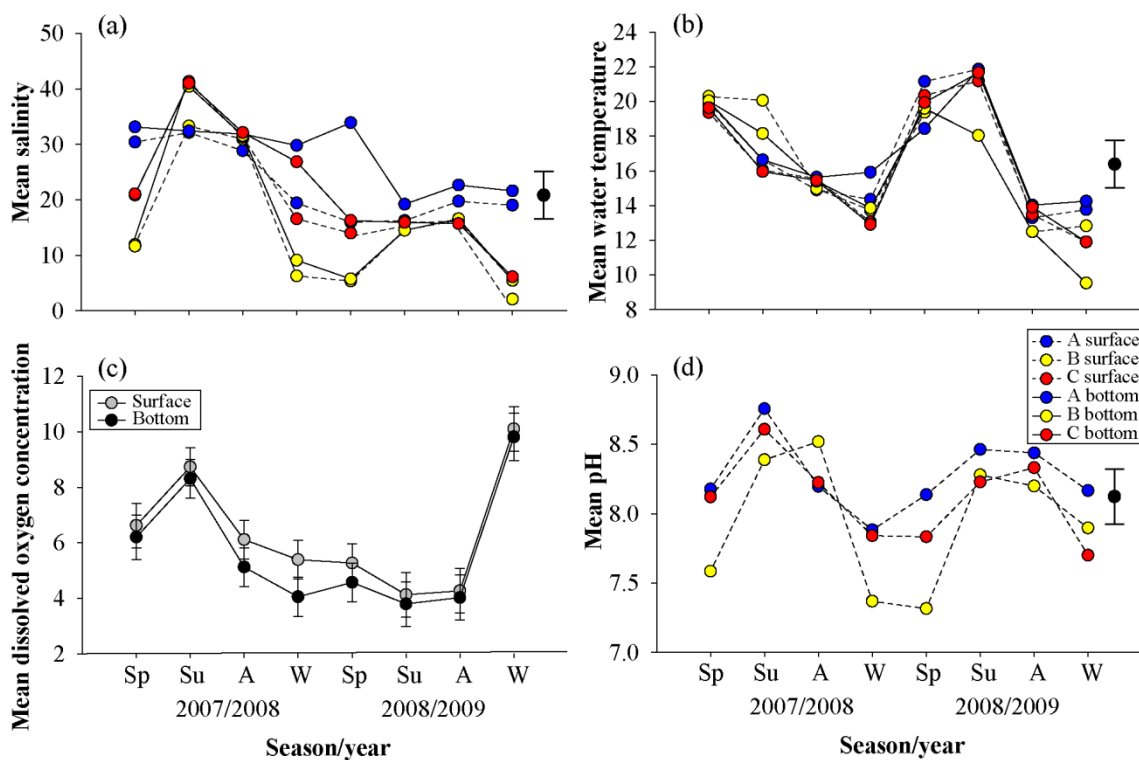 (a)
Mean salinity
50
40
30
20
10
0
(b)
Mean water temperature
24
22
20
18
16
14
12
10
8
(c)
Surface
Bottom
Mean dissolved oxygen concentration
10
8
6
4
2
Sp Su A W Sp Su A W
2007/2008 2008/2009
Season/year
(d)
A surface
B surface
C surface
A bottom
B bottom
C bottom
Mean pH
9.0
8.5
8.0
7.5
7.0
Sp Su A W Sp Su A W
2007/2008 2008/2009
Season/year